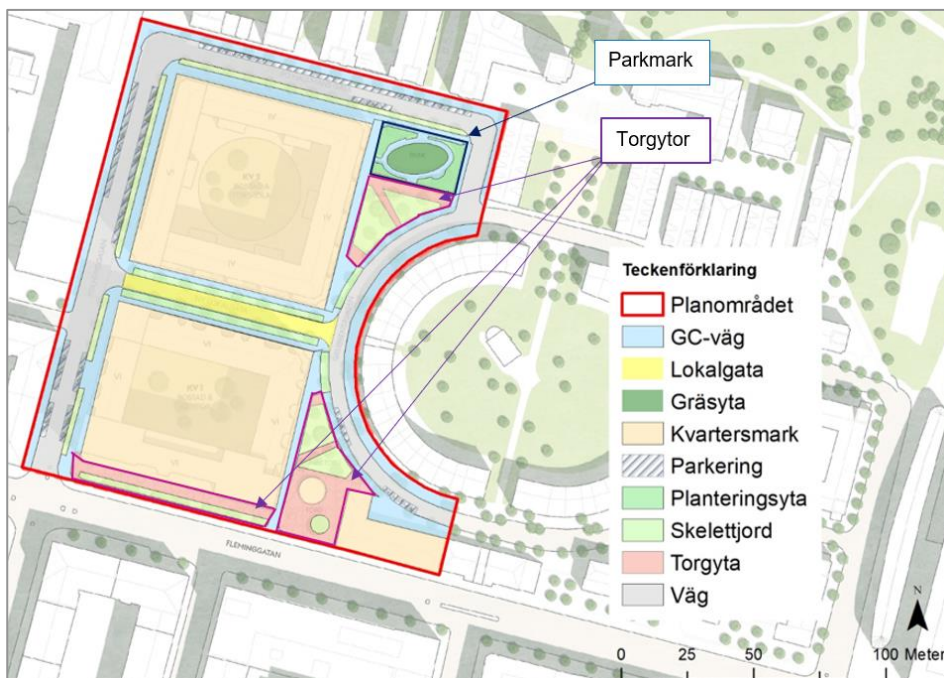 Parkmark
Torgytor
Teckenförklaring
Planområdet
GC-väg
Lokalgata
Gräsyta
Kvartersmark
Parkering
Planteringsyta
Skelettjord
Torgyta
Väg
FLEMINGGATAN
N
0 25 50 100 Meter